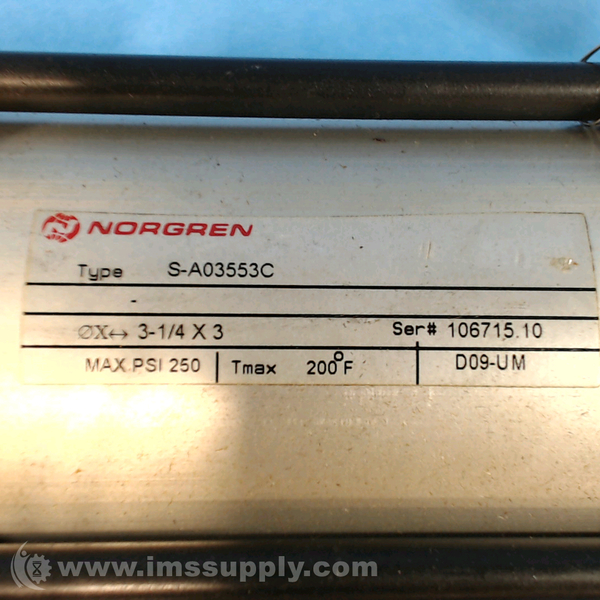 NORGREN
Type S-A03553C
-
ØX↔ 3-1/4 X 3 Ser# 106715.10
MAX.PSI 250 Tmax 200°F D09-UM
www.imssupply.com